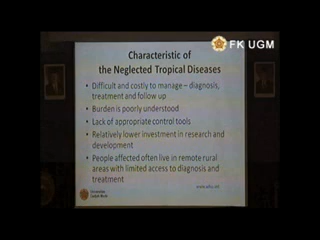 FK UGM
Characteristic of
the Neglected Tropical Diseases
• Difficult and costly to manage – diagnosis,
treatment and follow up
• Burden is poorly understood
• Lack of appropriate control tools
• Relatively lower investment in research and
development
• People affected often live in remote rural
areas with limited access to diagnosis and
treatment